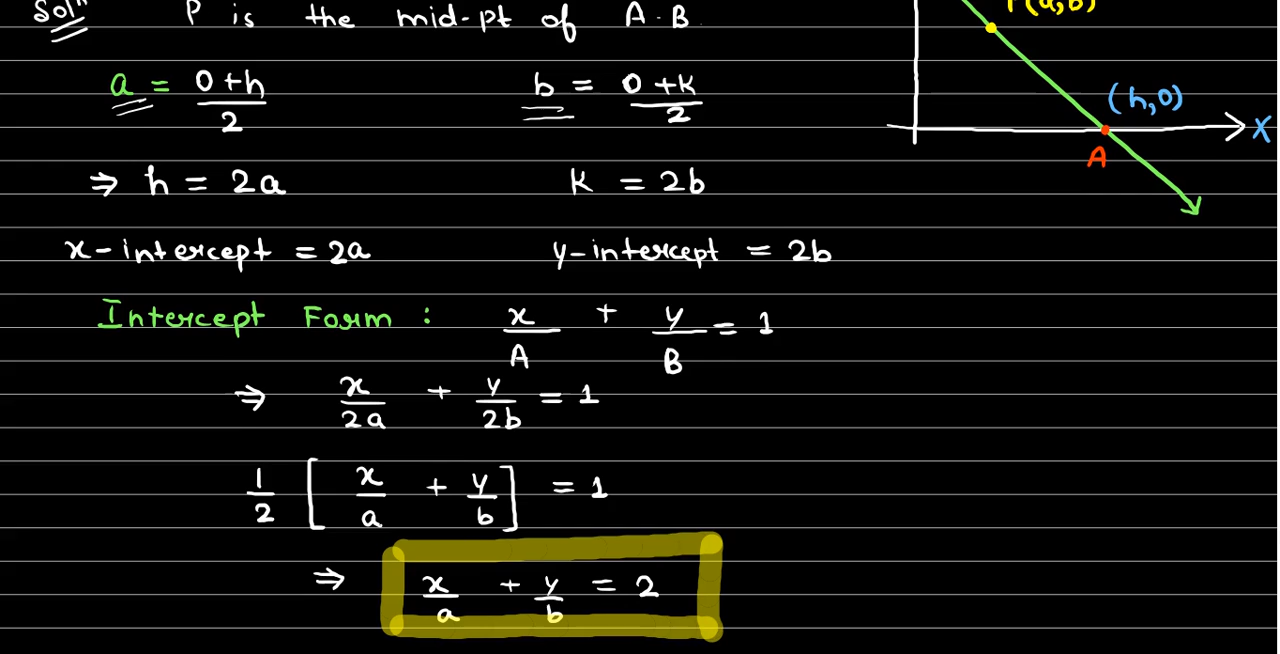 Solⁿ P is the mid-pt of A.B.
P(a,b)
a = (0+h)/2 b = (0+k)/2
(h,0)
X
A
⇒ h = 2a k = 2b
x-intercept = 2a y-intercept = 2b
Intercept Form : x/A + y/B = 1
⇒ x/2a + y/2b = 1
1/2 [ x/a + y/b ] = 1
⇒ x/a + y/b = 2